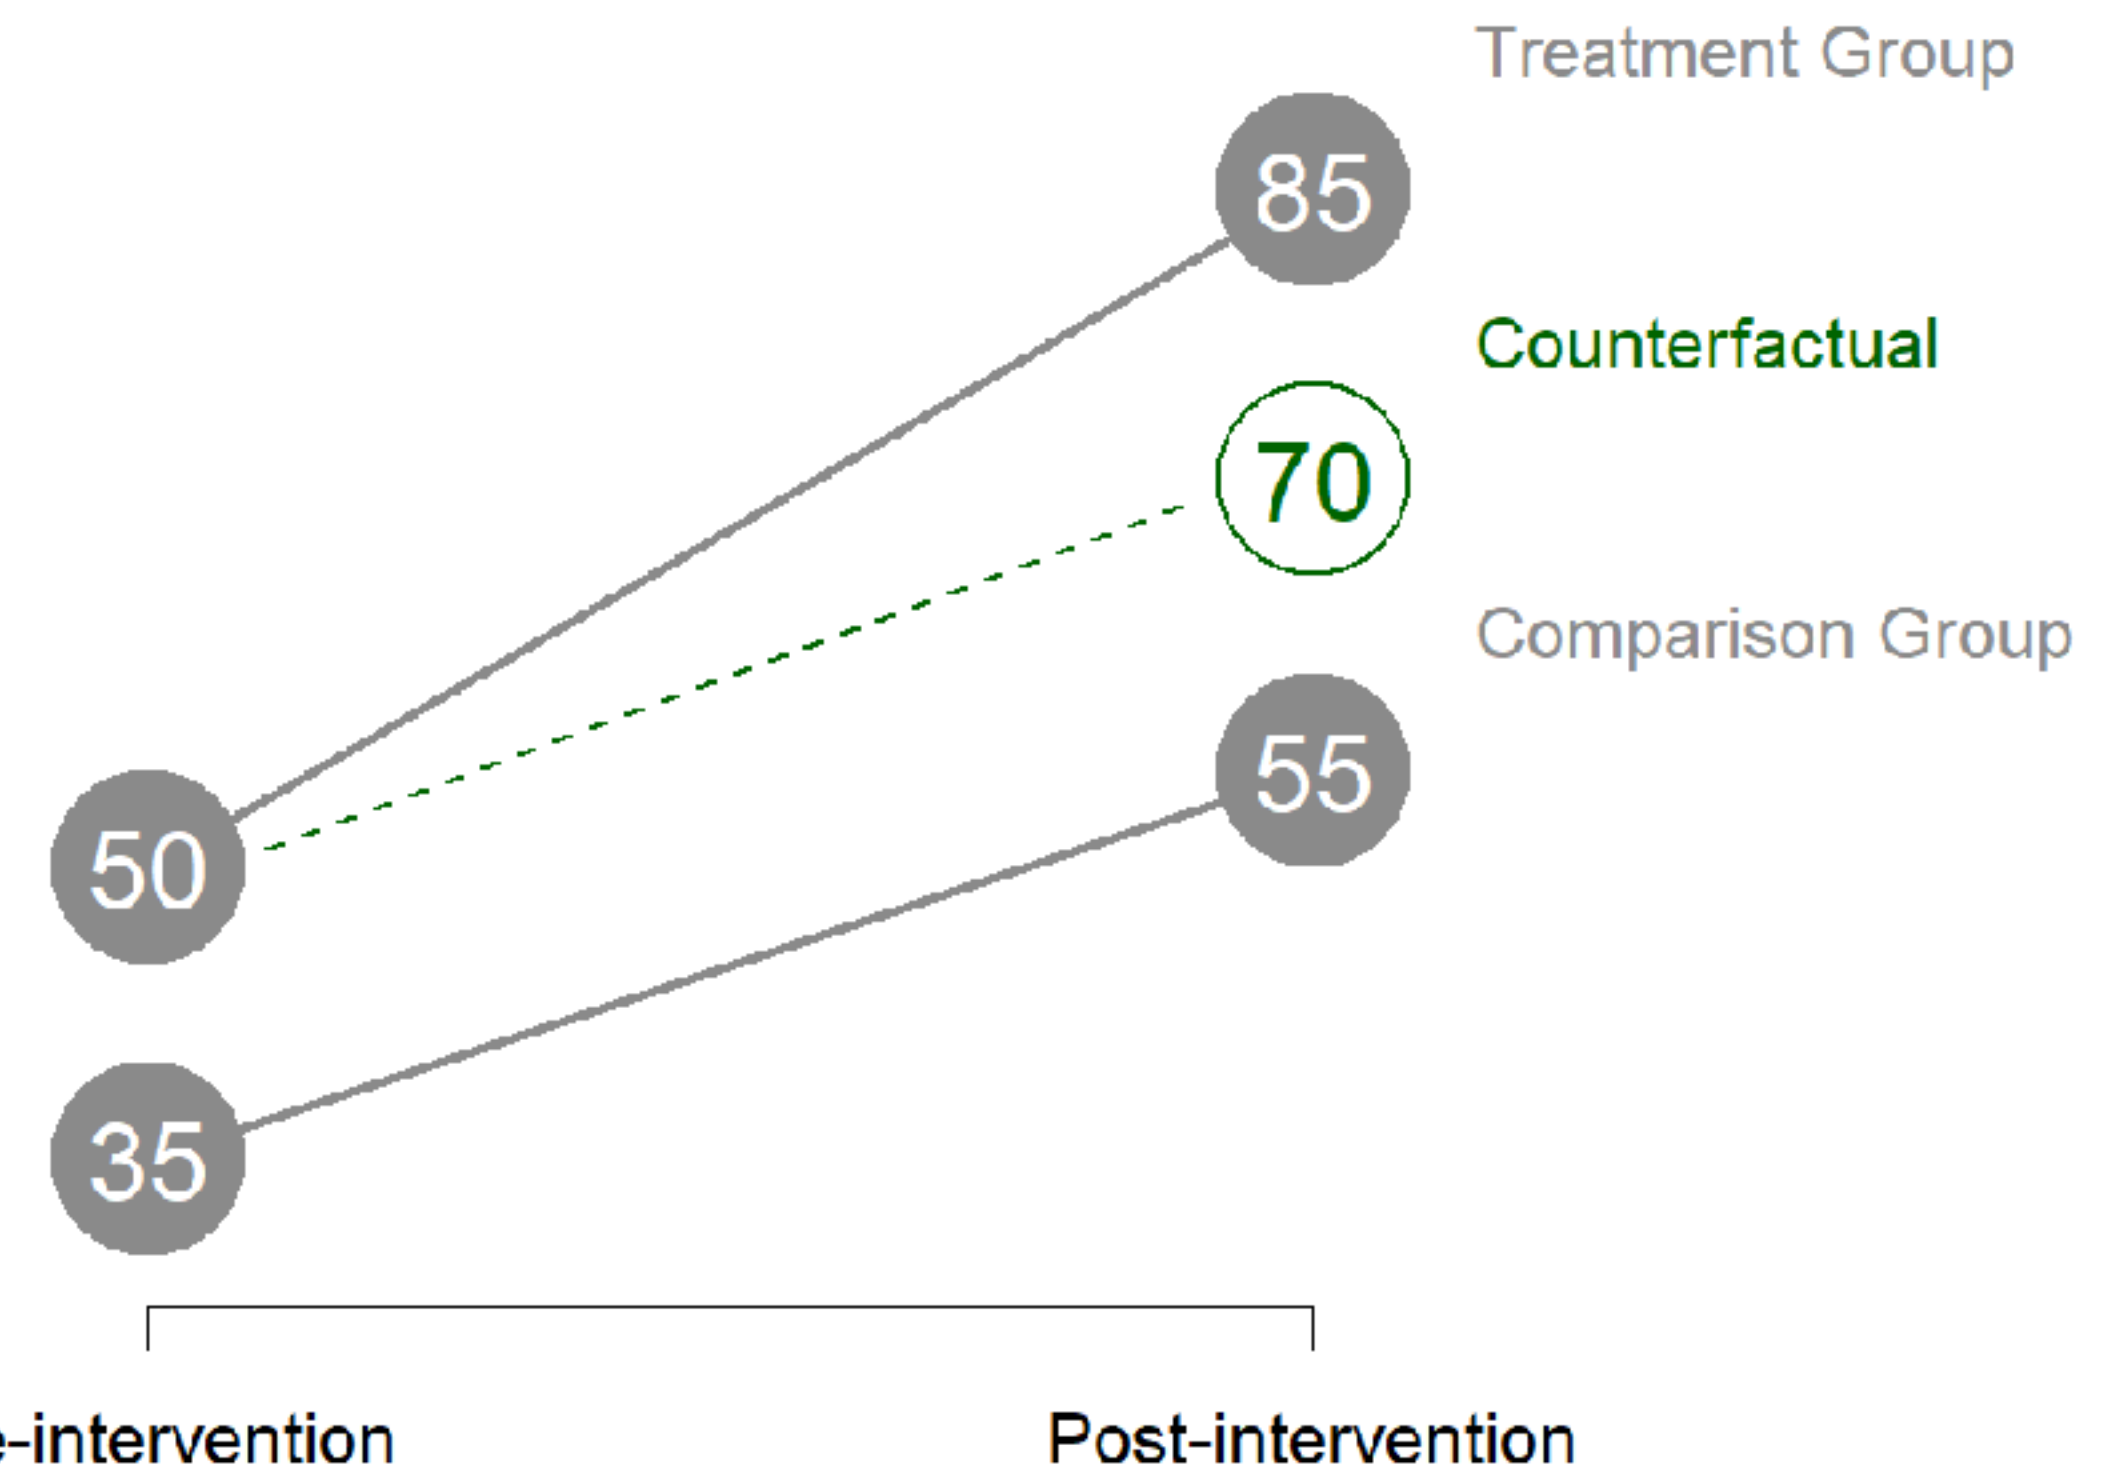 Treatment Group
85
Counterfactual
70
Comparison Group
55
50
35
e-intervention
Post-intervention